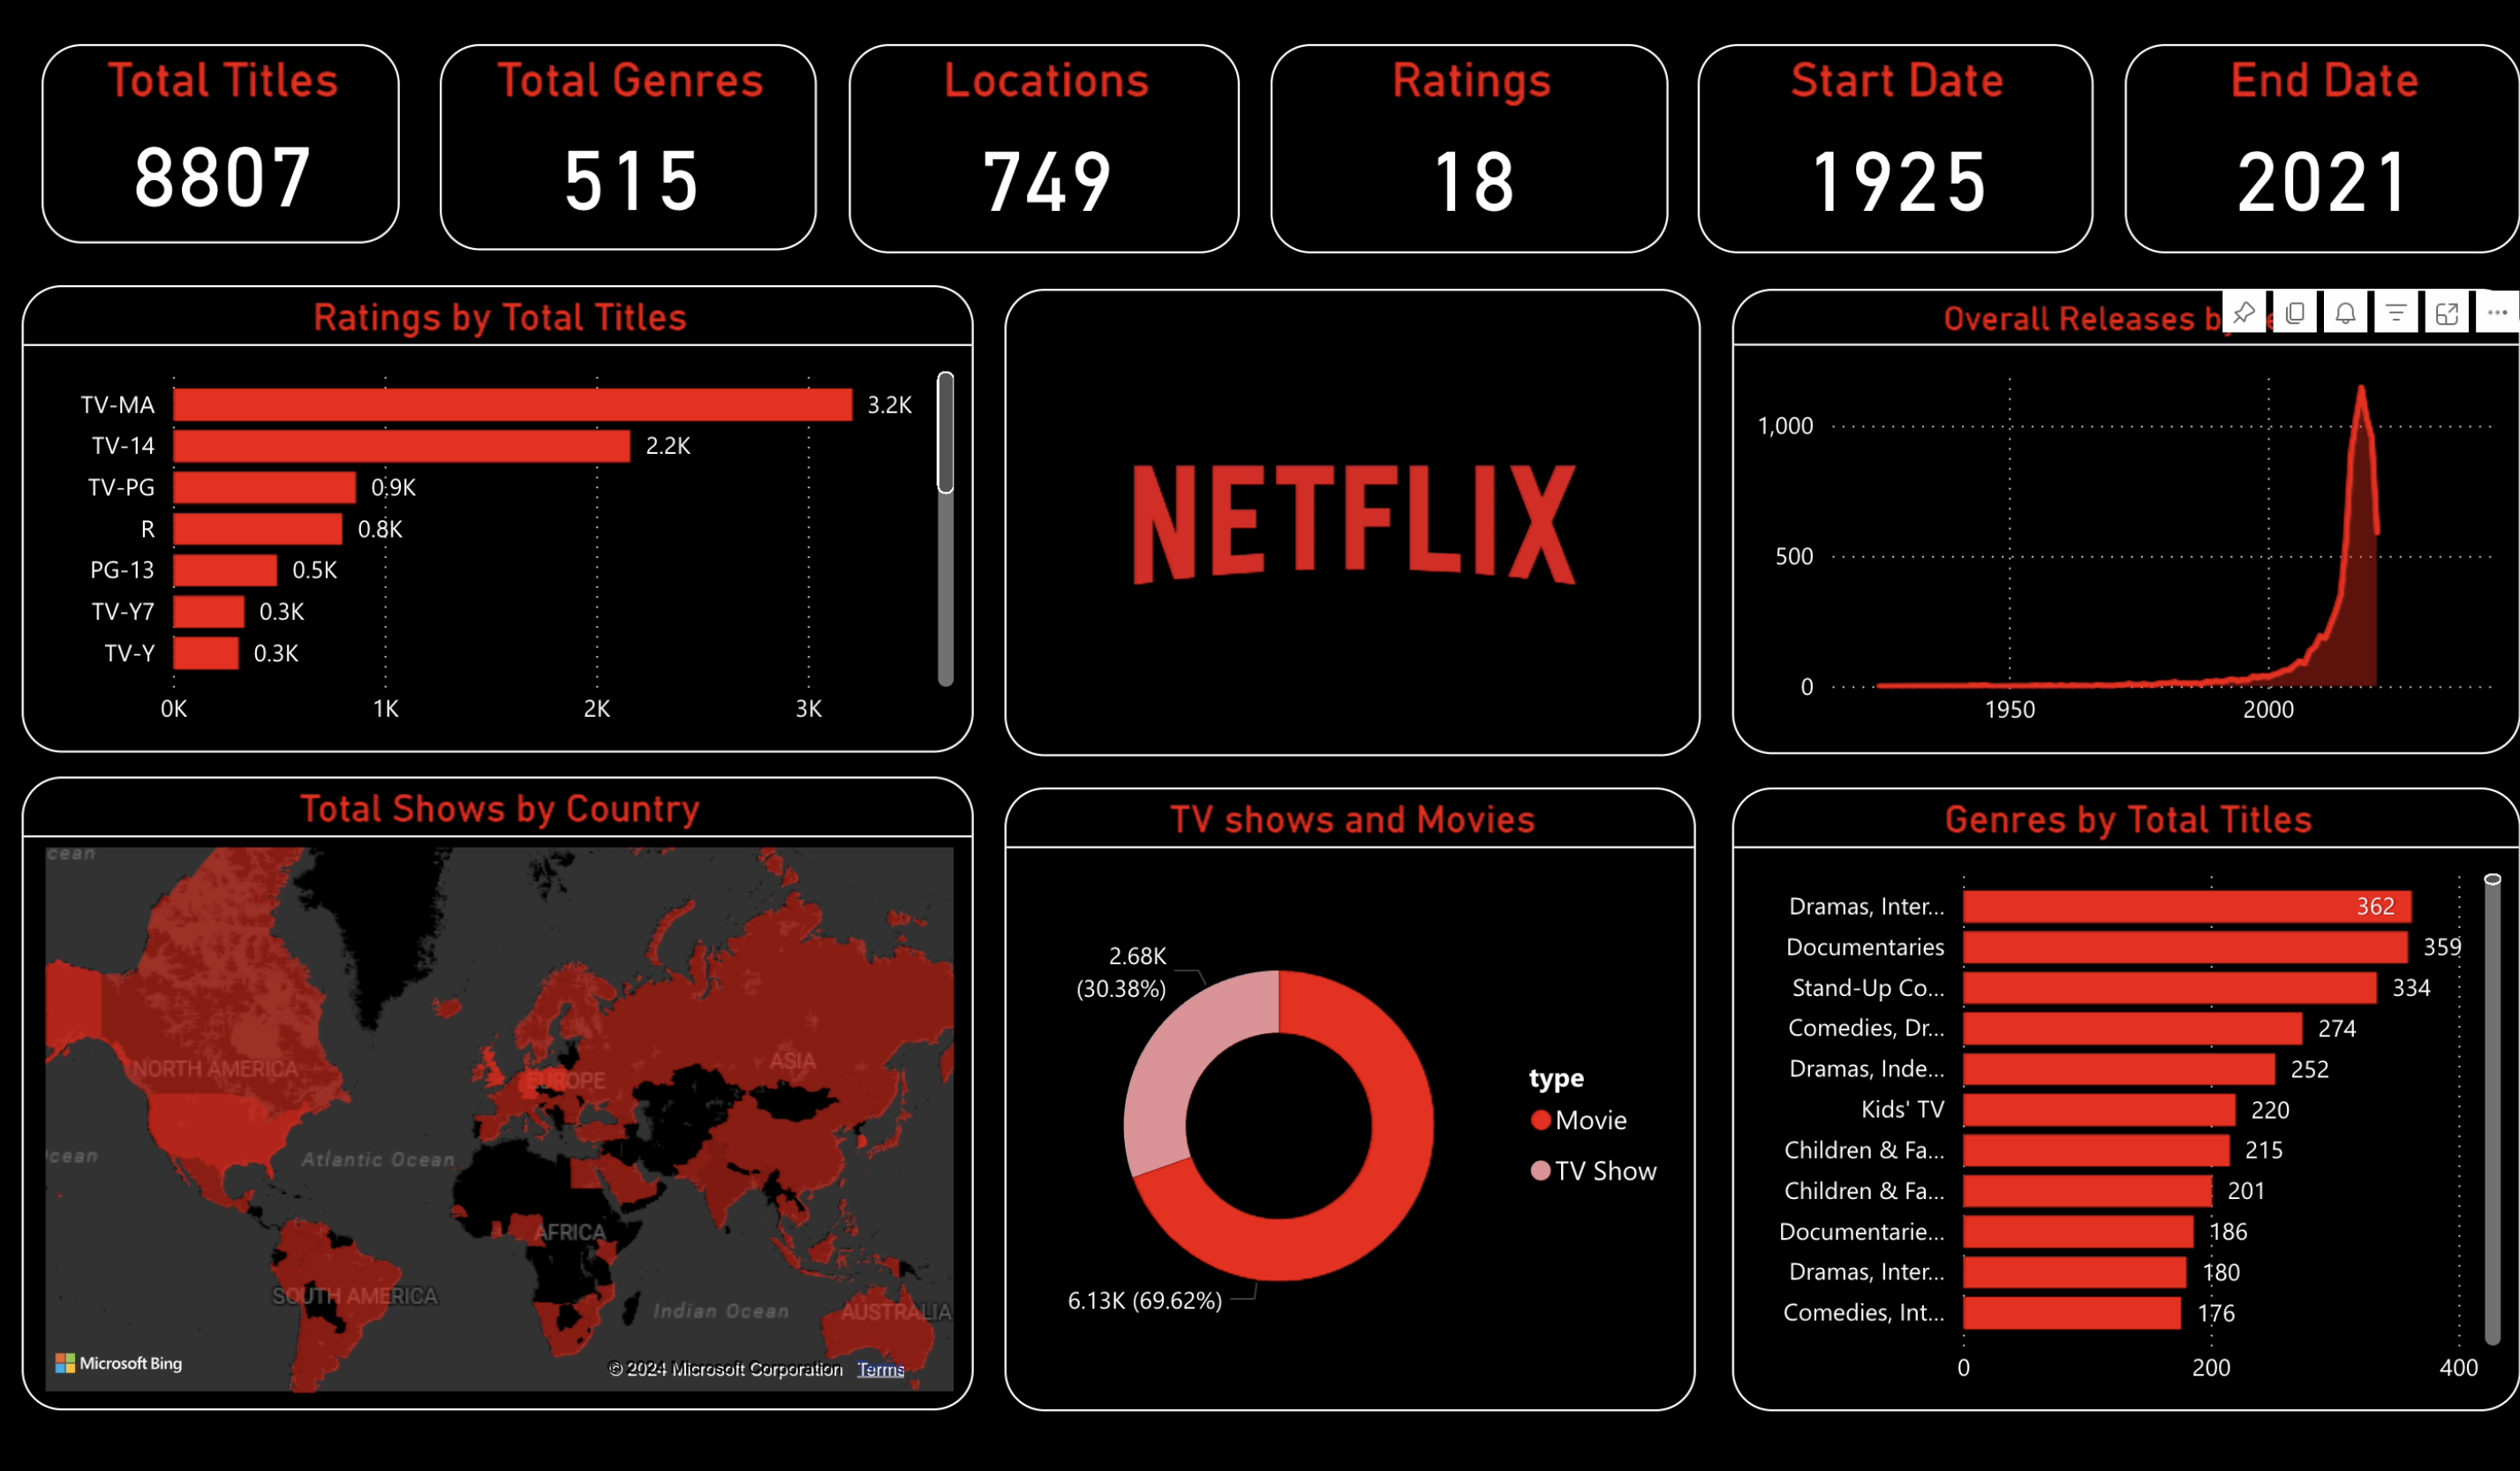 Total Titles
8807
Total Genres
515
Locations
749
Ratings
18
Start Date
1925
End Date
2021
Ratings by Total Titles
TV-MA 3.2K
TV-14 2.2K
TV-PG 0.9K
R 0.8K
PG-13 0.5K
TV-Y7 0.3K
TV-Y 0.3K
0K 1K 2K 3K
NETFLIX
Overall Releases b
1,000
500
0
1950 2000
Total Shows by Country
cean
NORTH AMERICA
EUROPE
ASIA
cean
Atlantic Ocean
AFRICA
SOUTH AMERICA
Indian Ocean
AUSTRALIA
Microsoft Bing
© 2024 Microsoft Corporation Terms
TV shows and Movies
2.68K
(30.38%)
6.13K (69.62%)
type
Movie
TV Show
Genres by Total Titles
Dramas, Inter... 362
Documentaries 359
Stand-Up Co... 334
Comedies, Dr... 274
Dramas, Inde... 252
Kids' TV 220
Children & Fa... 215
Children & Fa... 201
Documentarie... 186
Dramas, Inter... 180
Comedies, Int... 176
0 200 400